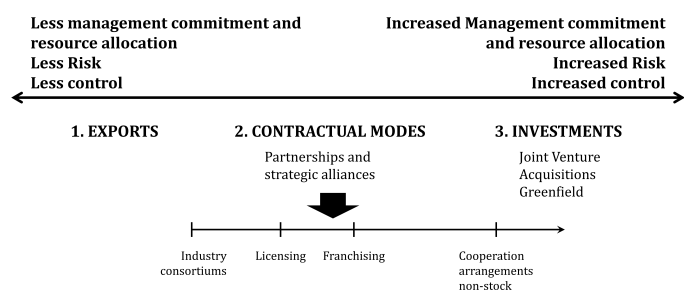 Less management commitment and
resource allocation
Less Risk
Less control
Increased Management commitment
and resource allocation
Increased Risk
Increased control
1. EXPORTS
2. CONTRACTUAL MODES
Partnerships and
strategic alliances
3. INVESTMENTS
Joint Venture
Acquisitions
Greenfield
Industry
consortiums
Licensing
Franchising
Cooperation
arrangements
non-stock